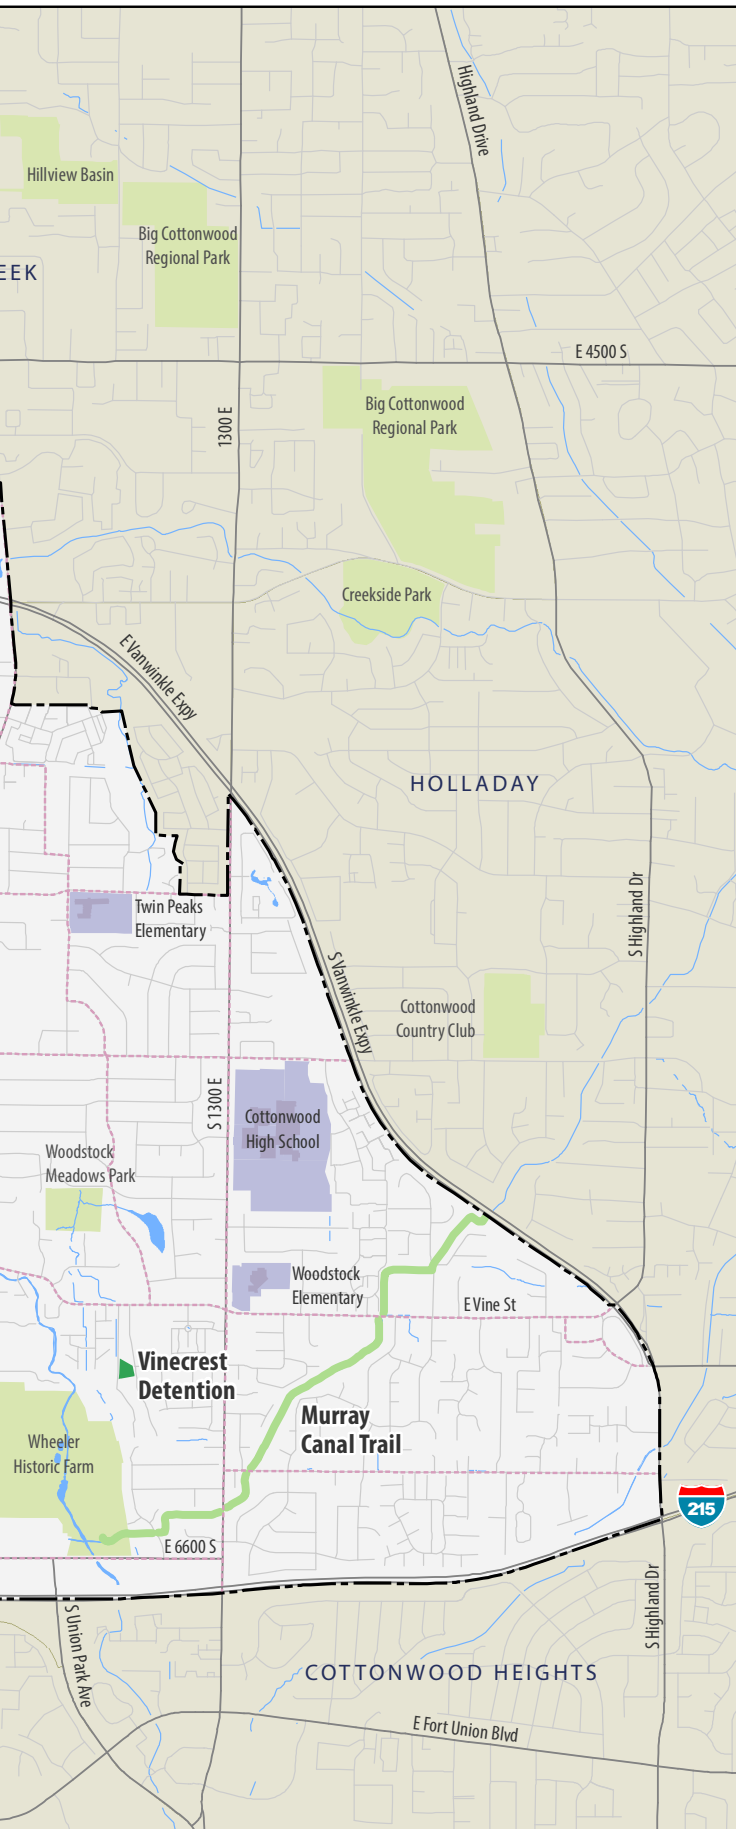 Highland Drive
Hillview Basin
Big Cottonwood
Regional Park
EEK
E 4500 S
Big Cottonwood
Regional Park
1300 E
Creekside Park
E Vanwinkle Expy
HOLLADAY
S Highland Dr
Twin Peaks
Elementary
S Vanwinkle Expy
Cottonwood
Country Club
S 1300 E
Cottonwood
High School
Woodstock
Meadows Park
Woodstock
Elementary
E Vine St
Vinecrest
Detention
Murray
Canal Trail
Wheeler
Historic Farm
215
E 6600 S
S Highland Dr
S Union Park Ave
COTTONWOOD HEIGHTS
E Fort Union Blvd